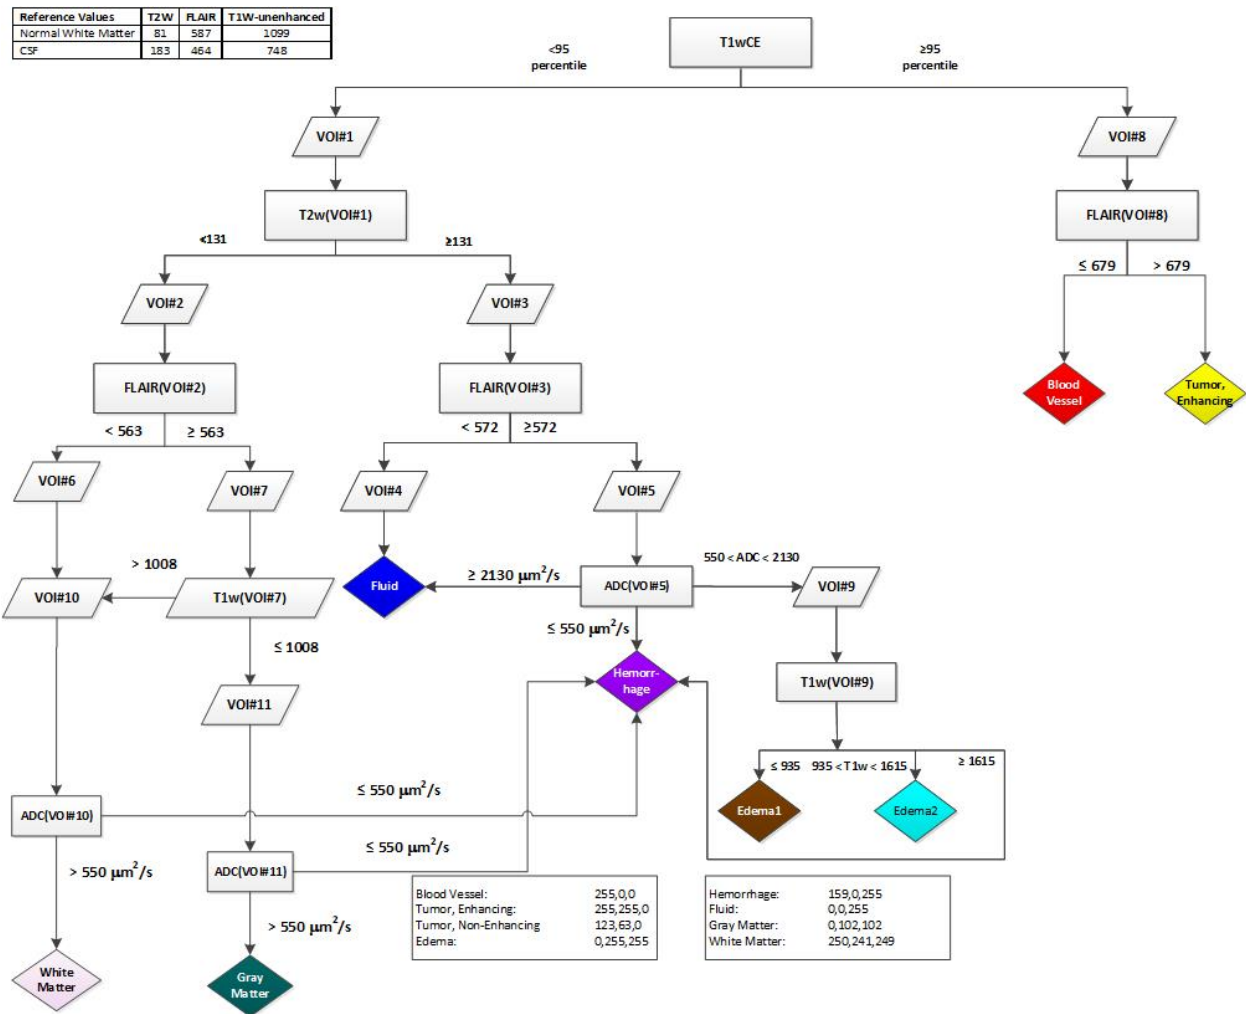 Reference Values T2W FLAIR T1W-unenhanced
Normal White Matter 81 587 1099
CSF 183 464 748
T1wCE
<95
percentile
≥95
percentile
VOI#1
VOI#8
T2w(VOI#1)
FLAIR(VOI#8)
<131
≥131
≤ 679
> 679
VOI#2
VOI#3
FLAIR(VOI#2)
FLAIR(VOI#3)
Blood
Vessel
Tumor,
Enhancing
< 563
≥ 563
< 572
≥572
VOI#6
VOI#7
VOI#4
VOI#5
> 1008
550 < ADC < 2130
VOI#10
T1w(VOI#7)
Fluid
≥ 2130 μm²/s
ADC(VOI#5)
VOI#9
≤ 550 μm²/s
≤ 1008
Hemorr-
hage
T1w(VOI#9)
VOI#11
≤ 935
935 < T1w < 1615
≥ 1615
≤ 550 μm²/s
Edema1
Edema2
ADC(VOI#10)
≤ 550 μm²/s
> 550 μm²/s
ADC(VOI#11)
Blood Vessel: 255,0,0
Tumor, Enhancing: 255,255,0
Tumor, Non-Enhancing 123,63,0
Edema: 0,255,255
Hemorrhage: 159,0,255
Fluid: 0,0,255
Gray Matter: 0,102,102
White Matter: 250,241,249
> 550 μm²/s
White
Matter
Gray
Matter